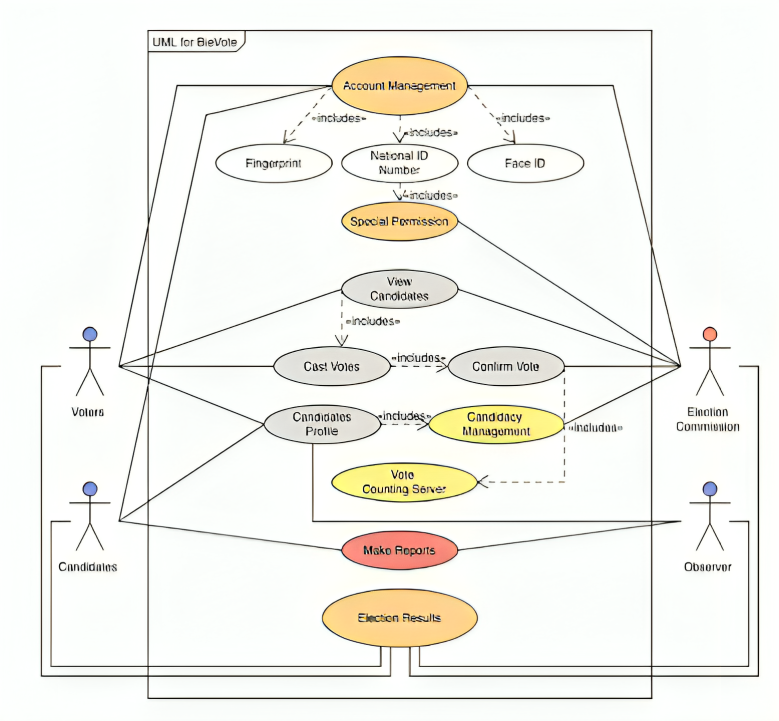 UML for BieVote
Account Management
«includes»
«includes»
«includes»
Fingerprint
National ID
Number
Face ID
«includes»
Special Permission
View
Candidates
«includes»
Cast Votes
«includes»
Confirm Vote
Voters
Election
Commission
Candidates
Profile
«includes»
Candidacy
Management
«includes»
Vote
Counting Server
Candidates
Make Reports
Observer
Election Results